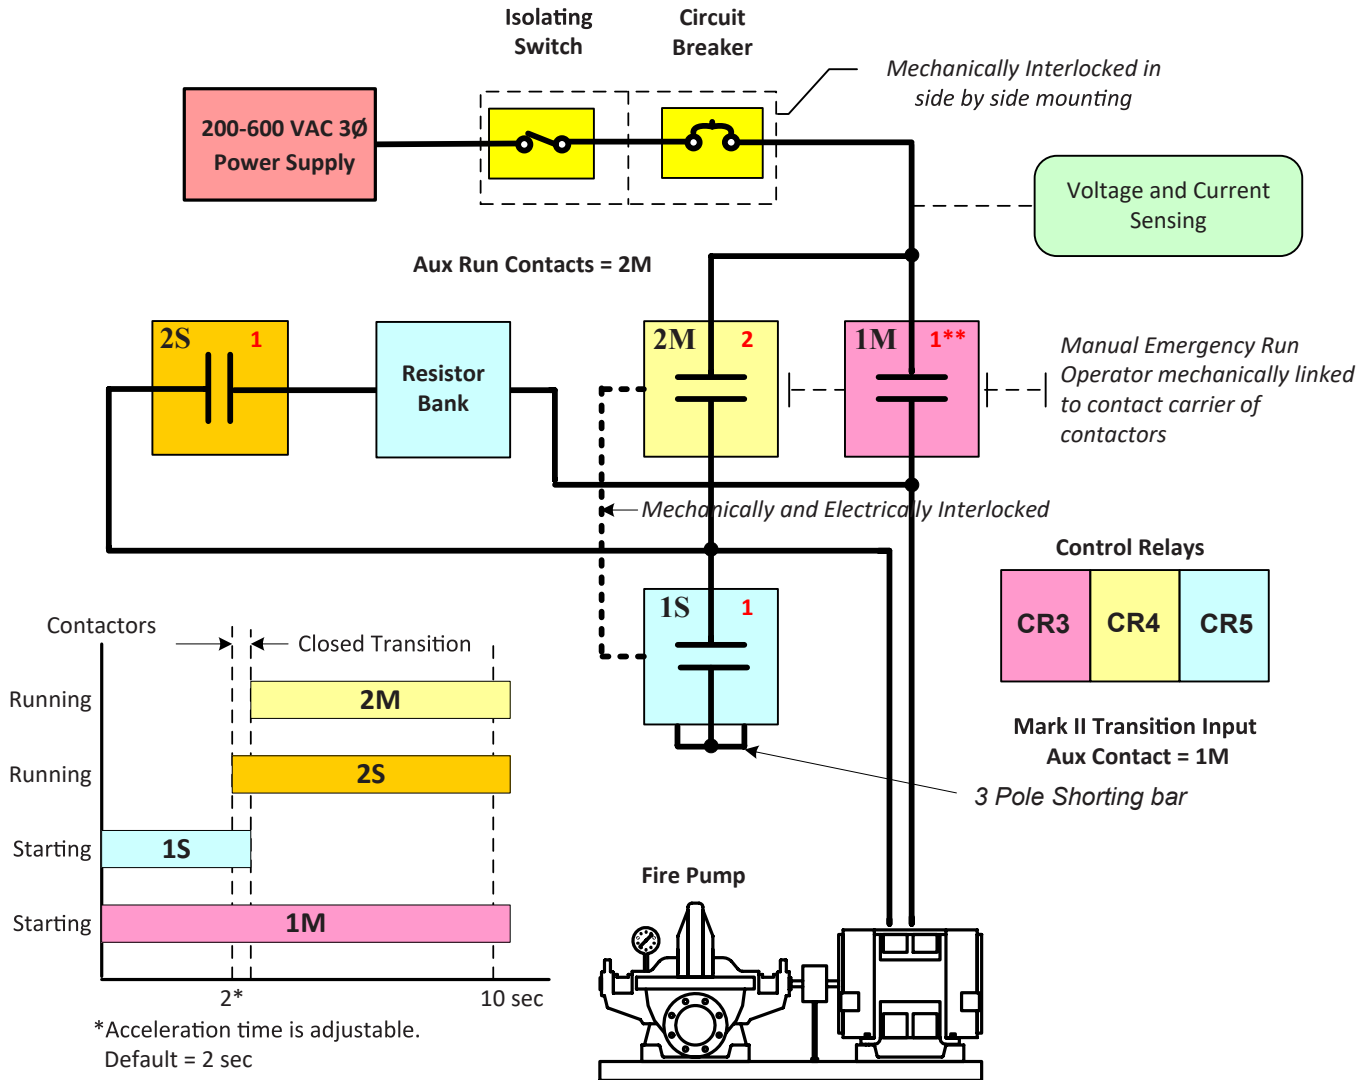 Isolating
Switch
Circuit
Breaker
Mechanically Interlocked in
side by side mounting
200-600 VAC 3Ø
Power Supply
Voltage and Current
Sensing
Aux Run Contacts = 2M
2S 1
Resistor
Bank
2M 2
1M 1**
Manual Emergency Run
Operator mechanically linked
to contact carrier of
contactors
Mechanically and Electrically Interlocked
Control Relays
1S 1
CR3 CR4 CR5
Contactors
Closed Transition
Running 2M
Mark II Transition Input
Aux Contact = 1M
Running 2S
3 Pole Shorting bar
Starting 1S
Fire Pump
Starting 1M
2* 10 sec
*Acceleration time is adjustable.
Default = 2 sec